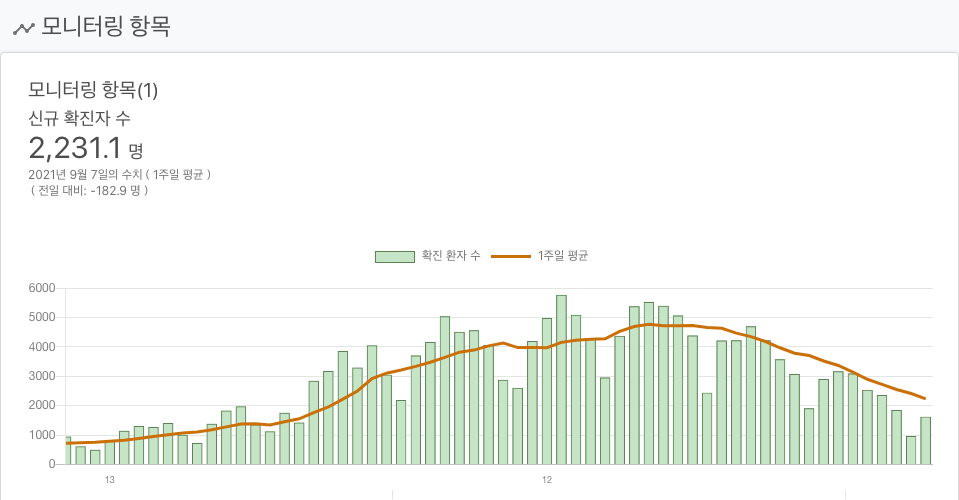 모니터링 항목
모니터링 항목(1)
신규 확진자 수
2,231.1 명
2021년 9월 7일의 수치 ( 1주일 평균 )
( 전일 대비: -182.9 명 )
확진 환자 수 1주일 평균
6000
5000
4000
3000
2000
1000
0
13 12